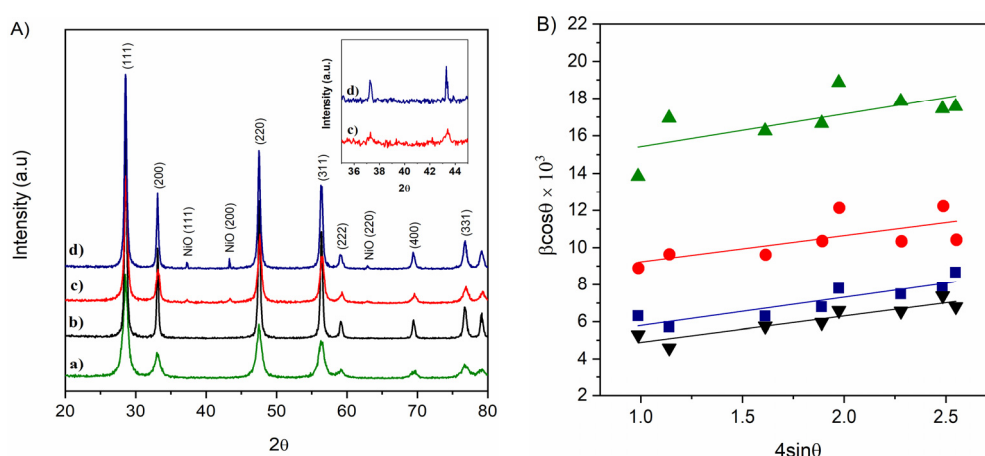 A)
Intensity (a.u)
(111)
(200)
NiO (111)
NiO (200)
(220)
(311)
(222)
NiO (220)
(400)
(331)
d)
c)
b)
a)
20 30 40 50 60 70 80
2θ
Intensity (a.u.)
d)
c)
36 38 40 42 44
2θ
B)
βcosθ × 10³
22
20
18
16
14
12
10
8
6
4
2
1.0 1.5 2.0 2.5
4sinθ